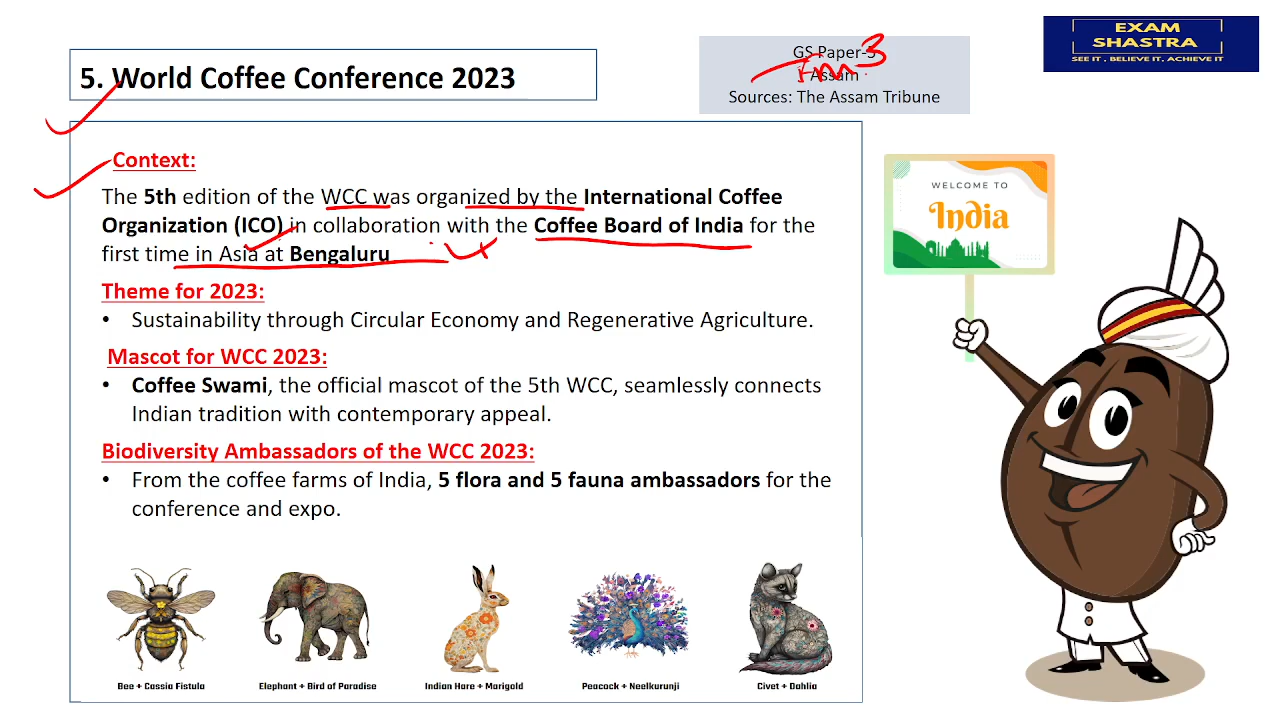 EXAM
SHASTRA
SEE IT , BELIEVE IT, ACHIEVE IT
5. World Coffee Conference 2023
GS Paper-3
Assam
Sources: The Assam Tribune
Context:
The 5th edition of the WCC was organized by the International Coffee
Organization (ICO) in collaboration with the Coffee Board of India for the
first time in Asia at Bengaluru
Theme for 2023:
• Sustainability through Circular Economy and Regenerative Agriculture.
Mascot for WCC 2023:
• Coffee Swami, the official mascot of the 5th WCC, seamlessly connects
Indian tradition with contemporary appeal.
Biodiversity Ambassadors of the WCC 2023:
• From the coffee farms of India, 5 flora and 5 fauna ambassadors for the
conference and expo.
Bee + Cassia Fistula
Elephant + Bird of Paradise
Indian Hare + Marigold
Peacock + Neelkurunji
Civet + Dahlia
WELCOME TO
India